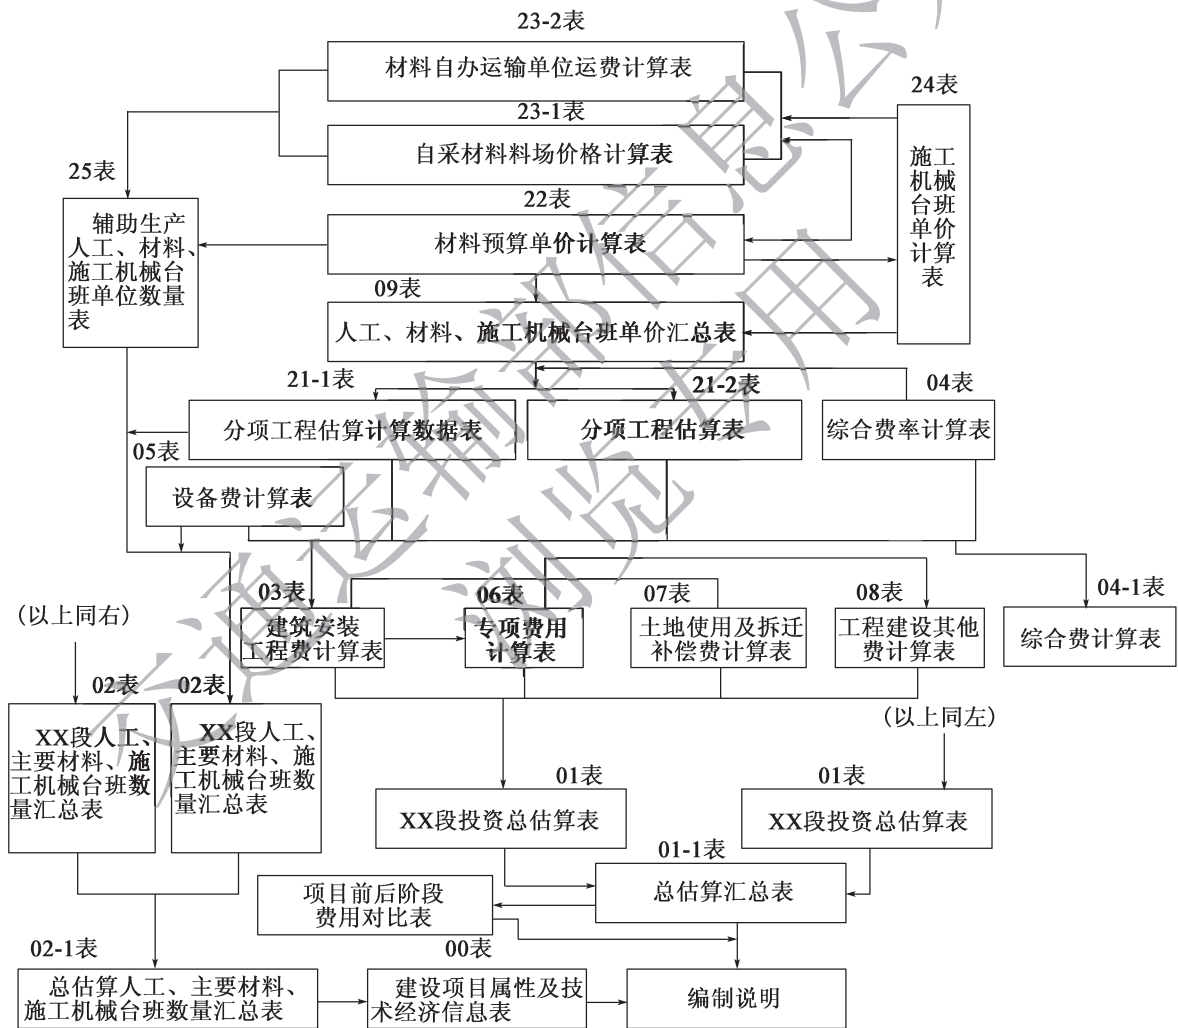 23-2表
材料自办运输单位运费计算表
24表
23-1表
自采材料料场价格计算表
施工
机械
台班
单价
计算
表
25表
22表
辅助生产
人工、材料、
施工机械台
班单位数量
表
材料预算单价计算表
09表
人工、材料、施工机械台班单价汇总表
21-1表
21-2表
04表
分项工程估算计算数据表
分项工程估算表
综合费率计算表
05表
设备费计算表
03表
06表
07表
08表
04-1表
(以上同右)
建筑安装
工程费计算表
专项费用
计算表
土地使用及拆迁
补偿费计算表
工程建设其他
费计算表
综合费计算表
02表
02表
XX段人工、
主要材料、施
工机械台班数
量汇总表
XX段人工、
主要材料、施
工机械台班数
量汇总表
(以上同左)
01表
01表
XX段投资总估算表
XX段投资总估算表
01-1表
总估算汇总表
项目前后阶段
费用对比表
02-1表
00表
总估算人工、主要材料、
施工机械台班数量汇总表
建设项目属性及技
术经济信息表
编制说明
交通运输部信息公
浏览专用